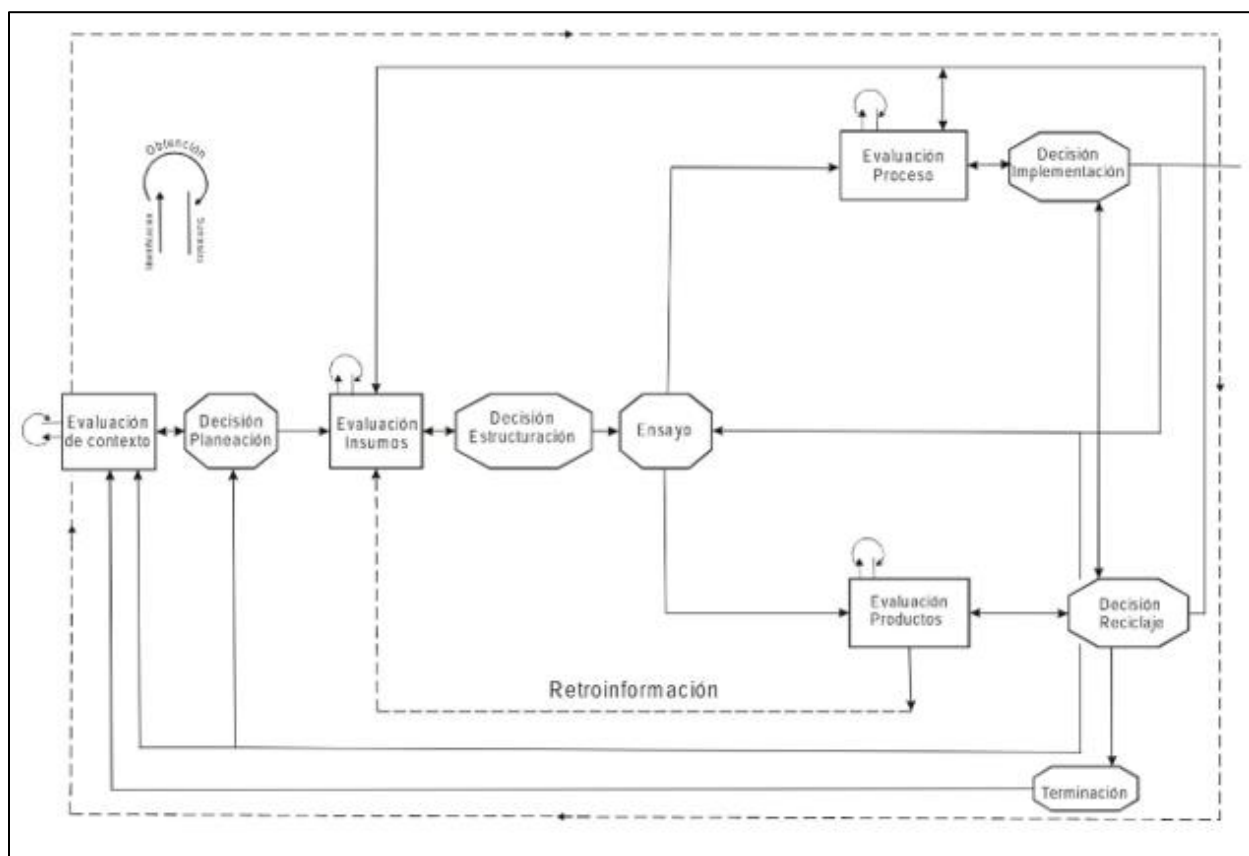 Obtención
Evaluación
de contexto
Decisión
Planeación
Evaluación
Insumos
Decisión
Estructuración
Ensayo
Evaluación
Proceso
Decisión
Implementación
Evaluación
Productos
Decisión
Reciclaje
Retroinformación
Terminación